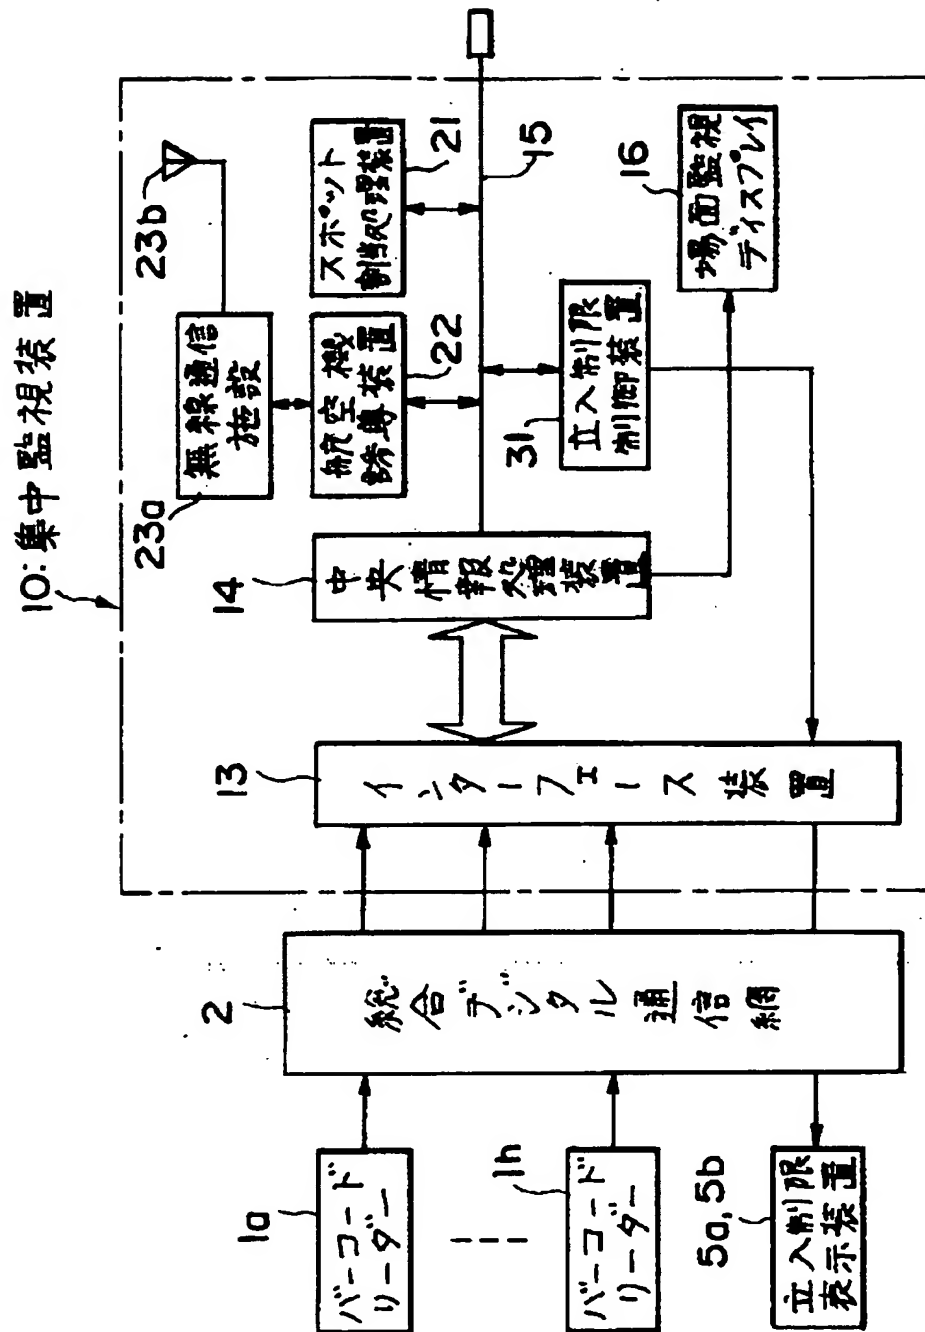 10:集中監視装置
23b
無線通信
施設
23a
スポット
割当処理装置
21
航空機
誘導装置
22
15
16
場面監視
ディスプレイ
立入制限
制御装置
31
14
中央情報処理装置
13
インターフェース装置
2
総合デジタル通信網
1a
バーコード
リーダー
1h
バーコード
リーダー
5a,5b
立入制限
表示装置